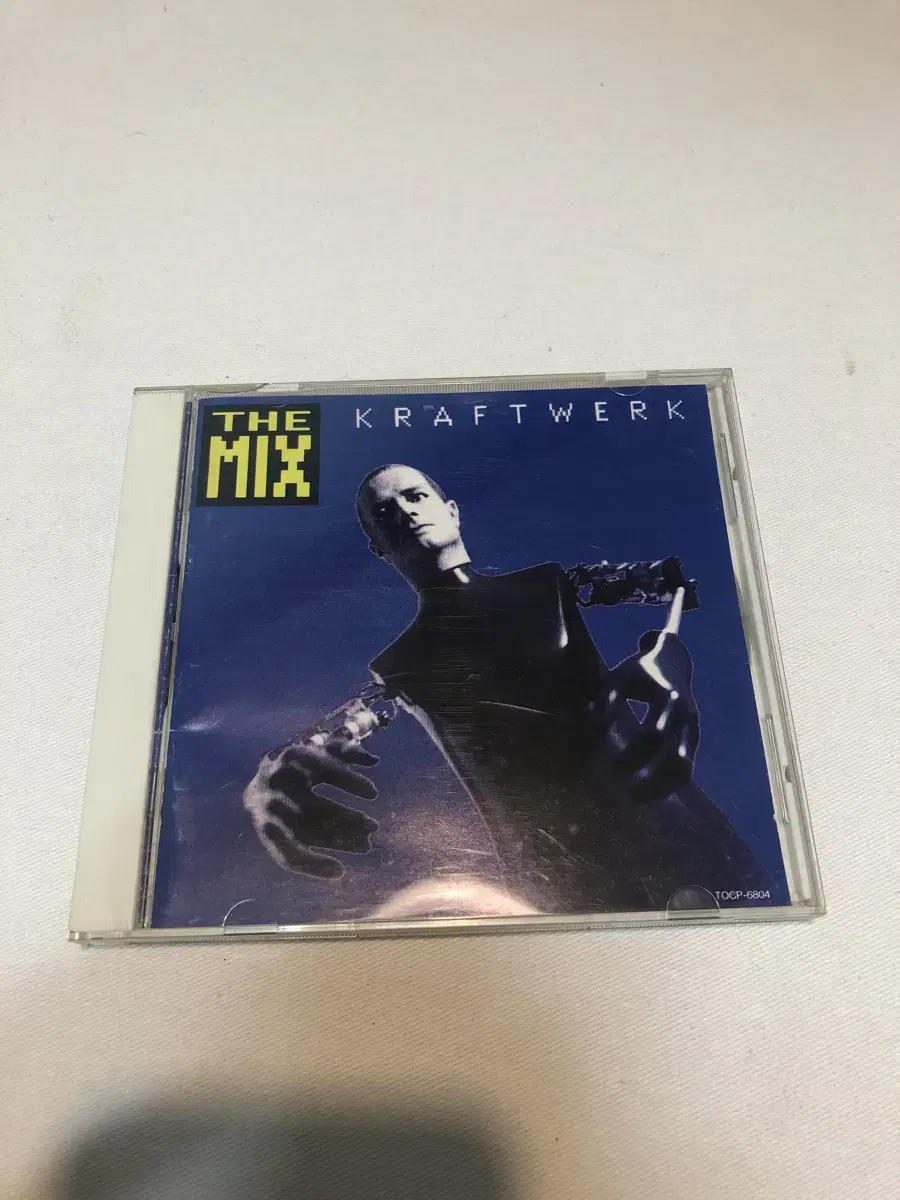 THE
MIX
KRAFTWERK
TOCP-6804